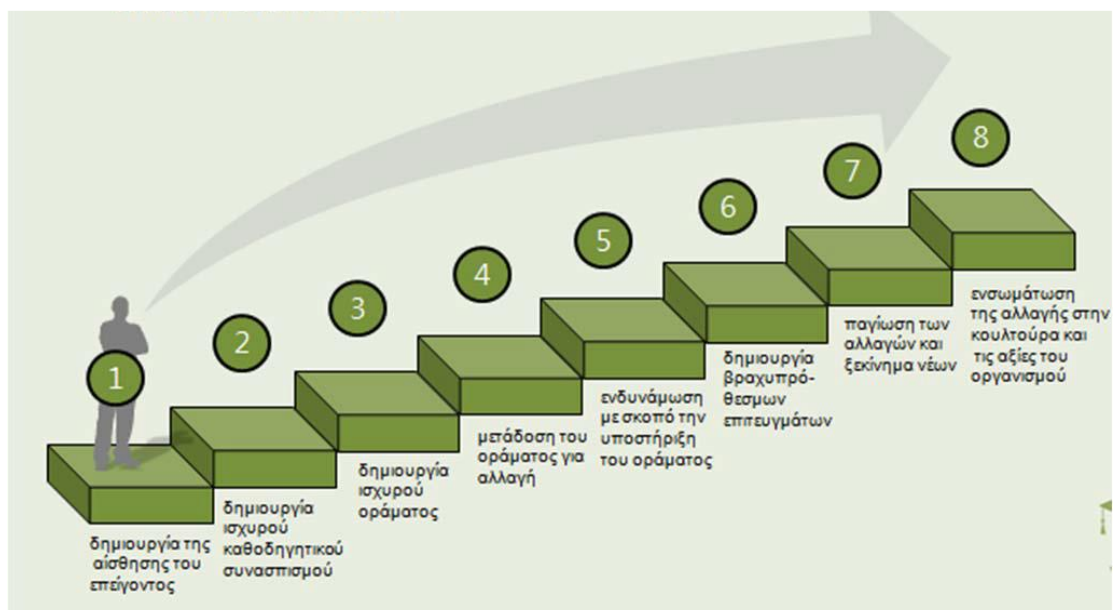 1
δημιουργία της
αίσθησης του
επείγοντος
2
δημιουργία
ισχυρού
καθοδηγητικού
συνασπισμού
3
δημιουργία
ισχυρού
οράματος
4
μετάδοση του
οράματος για
αλλαγή
5
ενδυνάμωση
με σκοπό την
υποστήριξη
του οράματος
6
δημιουργία
βραχυπρό-
θεσμων
επιτευγμάτων
7
παγίωση των
αλλαγών και
ξεκίνημα νέων
8
ενσωμάτωση
της αλλαγής στην
κουλτούρα και
τις αξίες του
οργανισμού